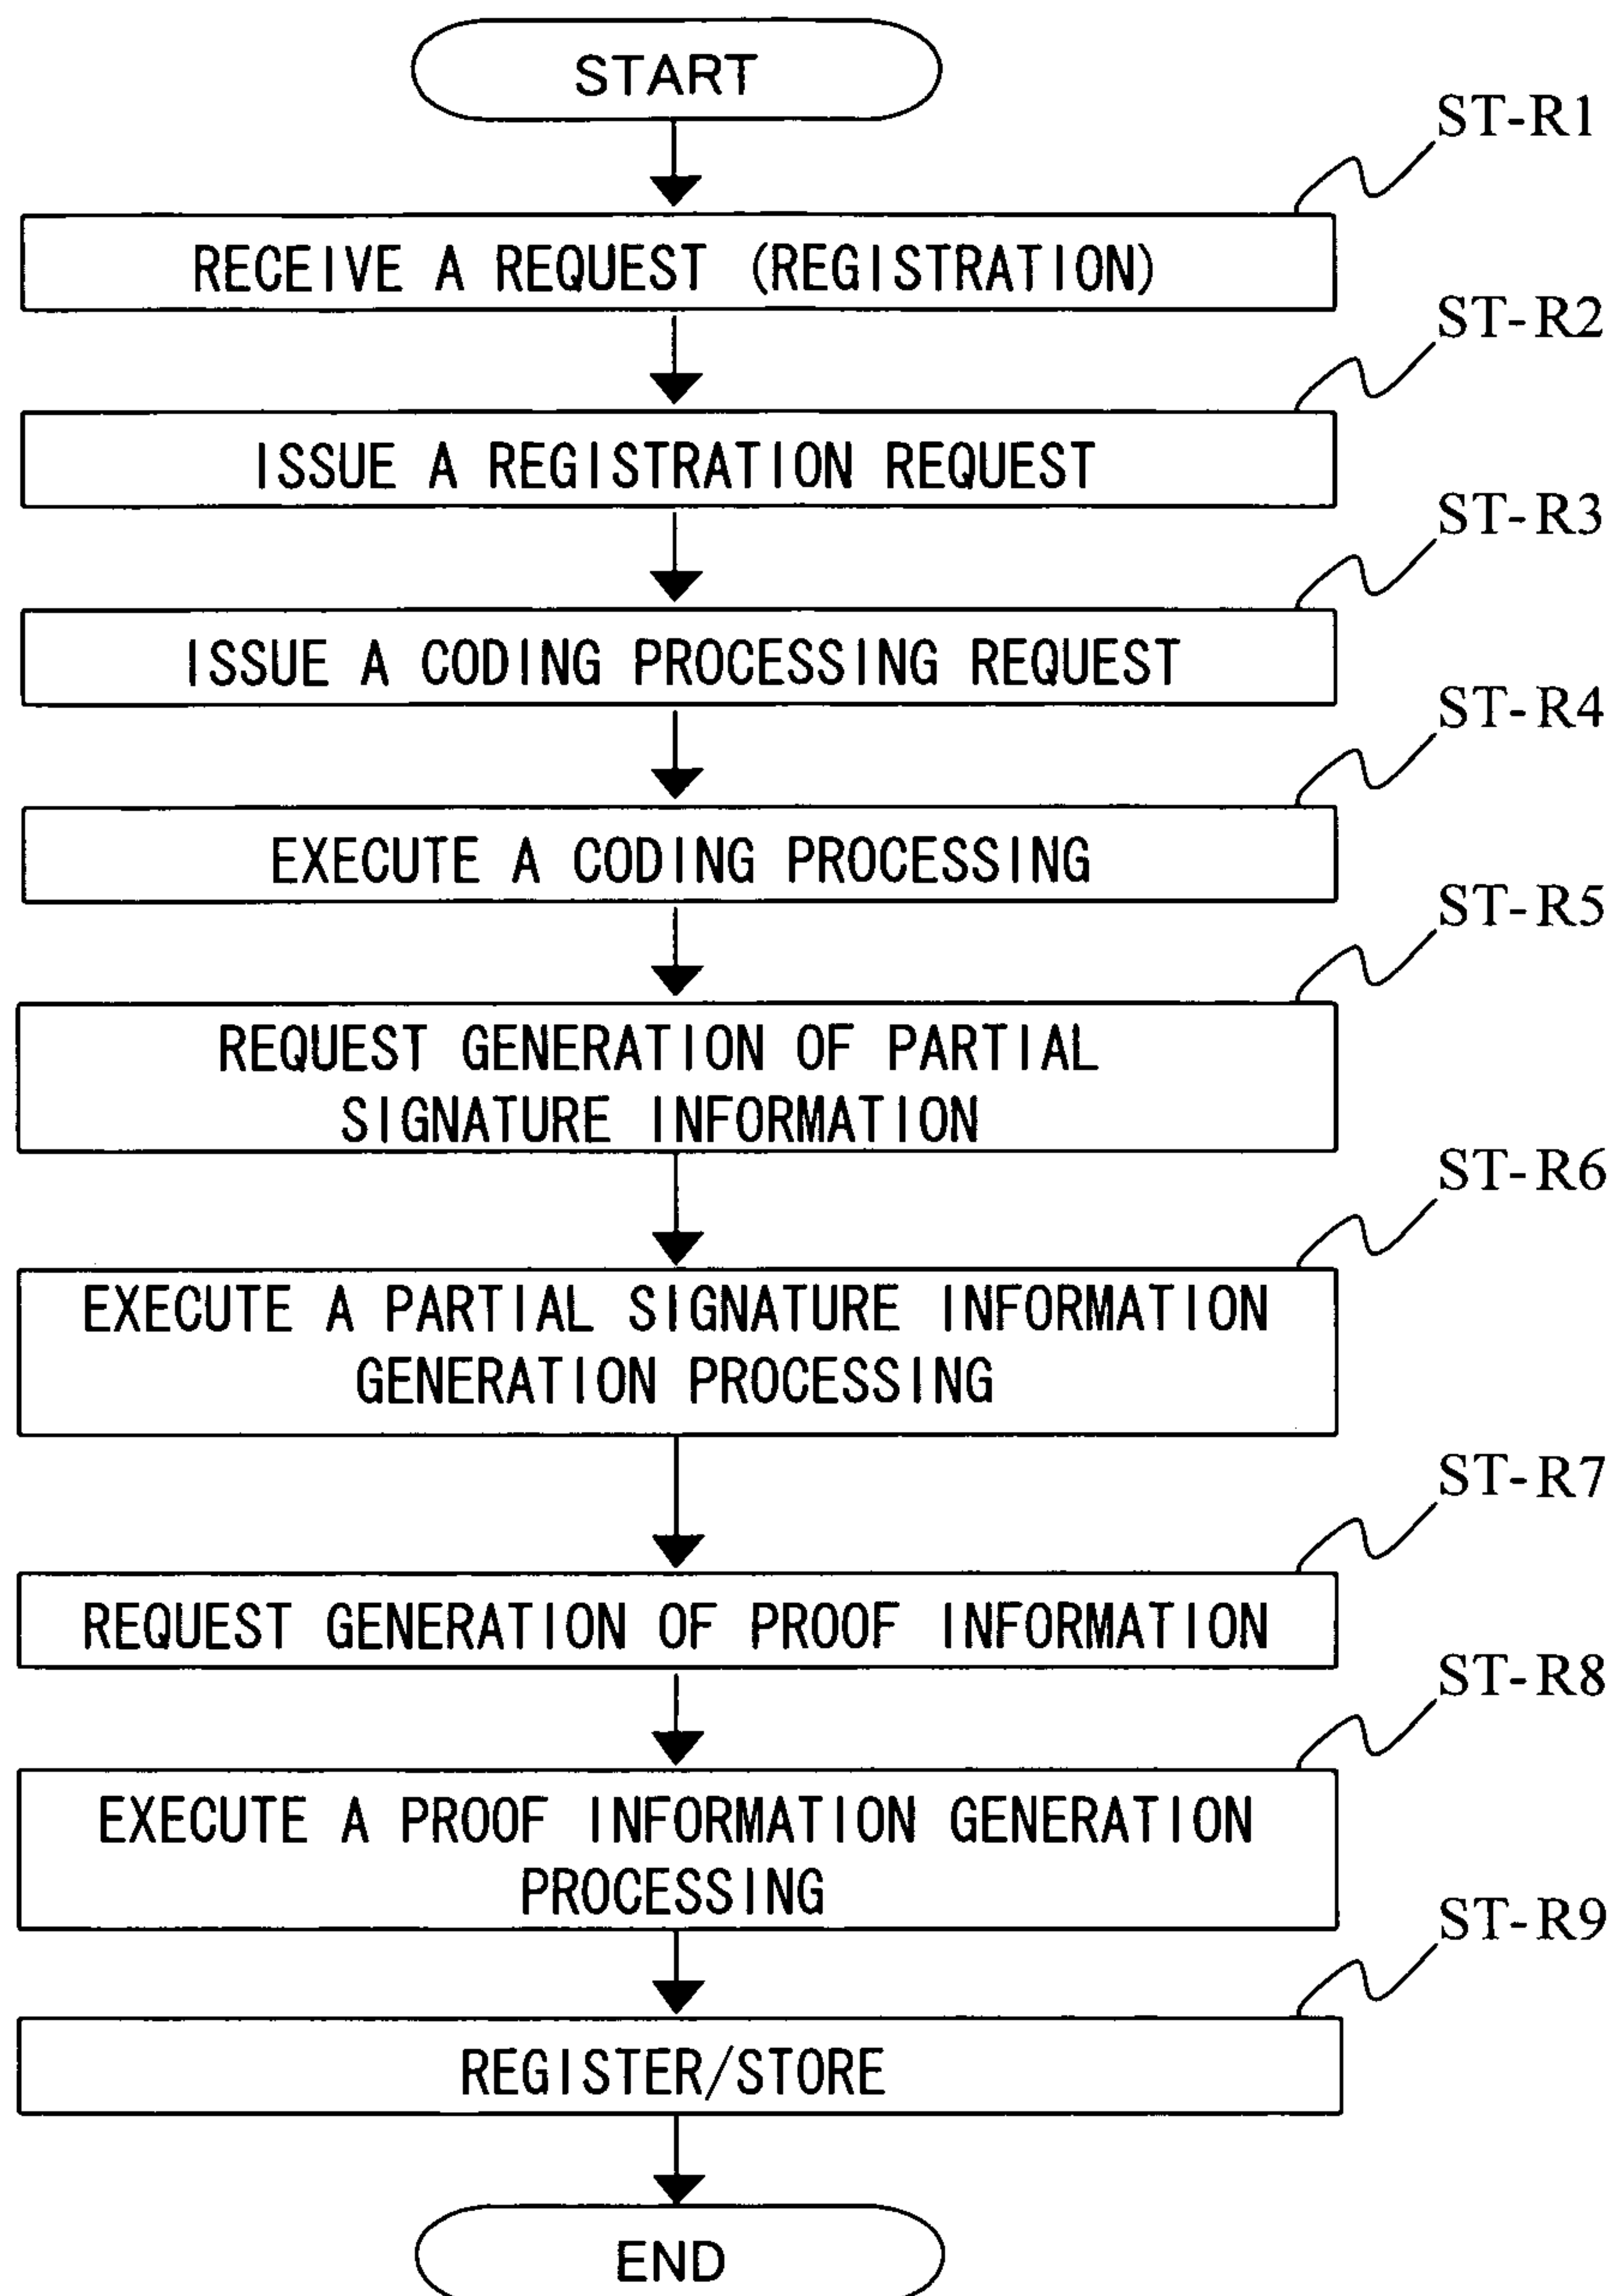 START
ST-R1
RECEIVE A REQUEST (REGISTRATION)
ST-R2
ISSUE A REGISTRATION REQUEST
ST-R3
ISSUE A CODING PROCESSING REQUEST
ST-R4
EXECUTE A CODING PROCESSING
ST-R5
REQUEST GENERATION OF PARTIAL
SIGNATURE INFORMATION
ST-R6
EXECUTE A PARTIAL SIGNATURE INFORMATION
GENERATION PROCESSING
ST-R7
REQUEST GENERATION OF PROOF INFORMATION
ST-R8
EXECUTE A PROOF INFORMATION GENERATION
PROCESSING
ST-R9
REGISTER/STORE
END